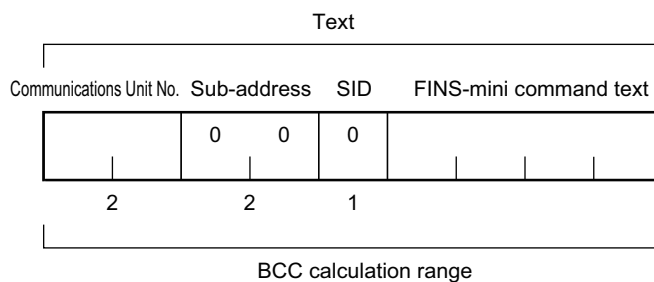 Text
Communications Unit No. Sub-address SID FINS-mini command text
0 0 0
2 2 1
BCC calculation range